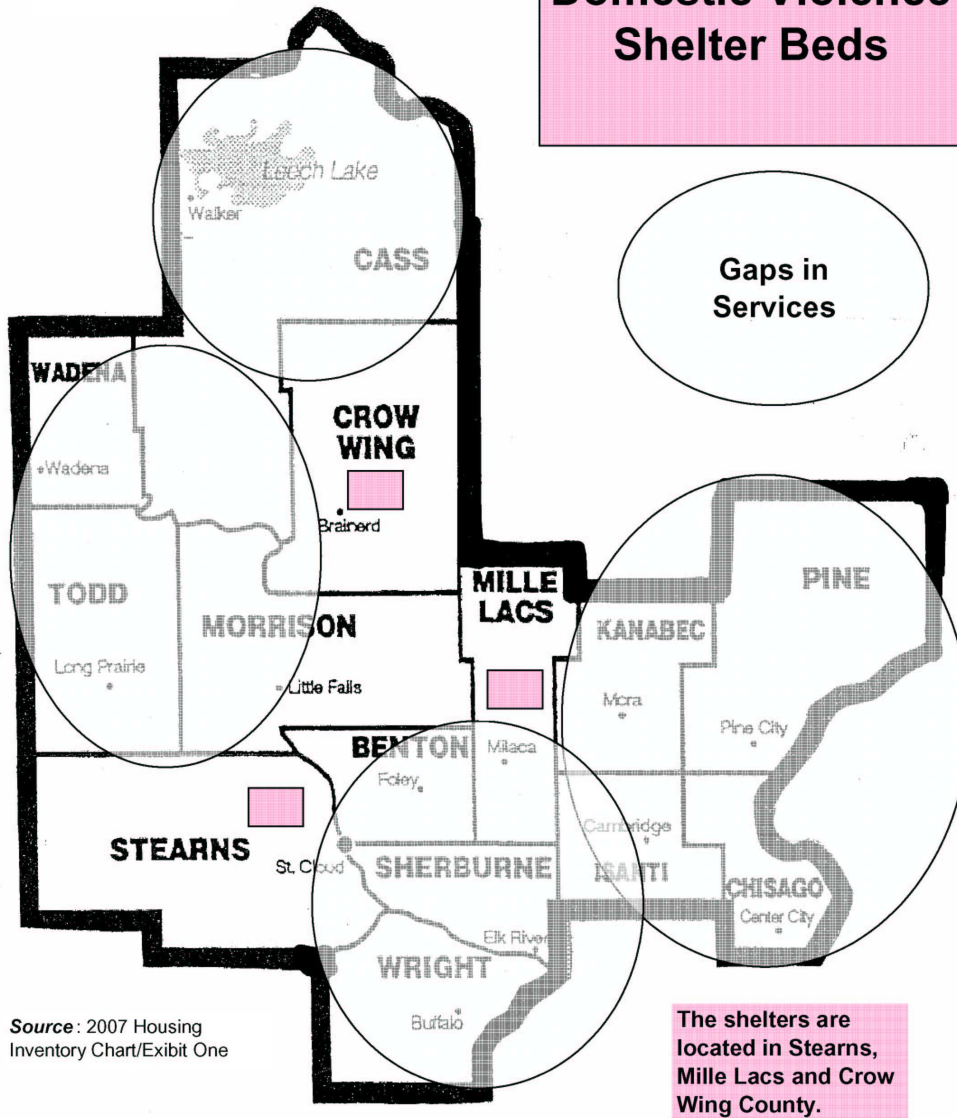 Domestic Violence
Shelter Beds
Leech Lake
Walker
CASS
Gaps in
Services
WADENA
CROW
WING
Wadena
Brainerd
MILLE
LACS
PINE
TODD
KANABEC
MORRISON
Long Prairie
Little Falls
Mora
Pine City
BENTON
Milaca
Foley
Cambridge
STEARNS
St. Cloud
SHERBURNE
ISANTI
CHISAGO
Center City
Elk River
WRIGHT
Buffalo
Source: 2007 Housing
Inventory Chart/Exhibit One
The shelters are
located in Stearns,
Mille Lacs and Crow
Wing County.